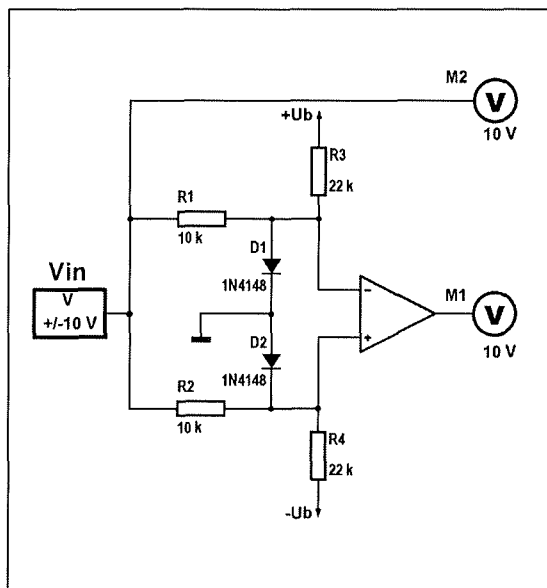 M2
V
10 V
+Ub
R3
22 k
R1
10 k
D1
1N4148
Vin
V
+/-10 V
−
+
M1
V
10 V
D2
1N4148
R2
10 k
R4
22 k
-Ub